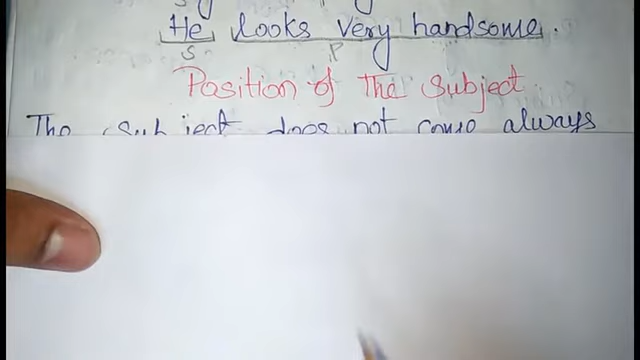 He looks very handsome.
S P
Position of the Subject
The subject does not come always